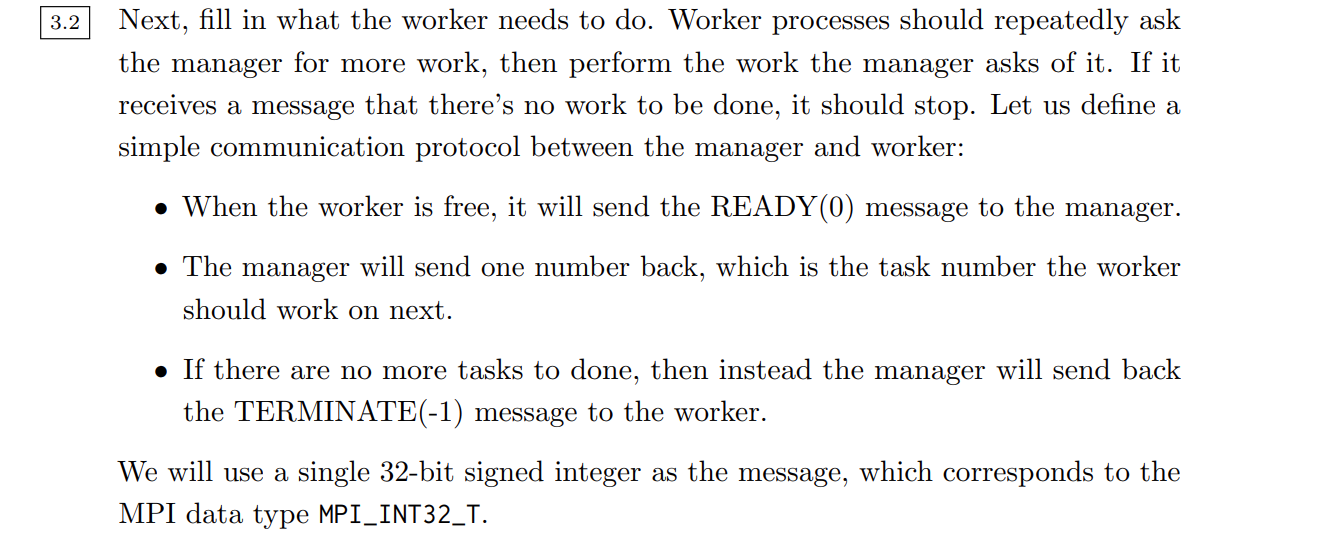 3.2 Next, fill in what the worker needs to do. Worker processes should repeatedly ask
the manager for more work, then perform the work the manager asks of it. If it
receives a message that there's no work to be done, it should stop. Let us define a
simple communication protocol between the manager and worker:
• When the worker is free, it will send the READY(0) message to the manager.
• The manager will send one number back, which is the task number the worker
should work on next.
• If there are no more tasks to done, then instead the manager will send back
the TERMINATE(-1) message to the worker.
We will use a single 32-bit signed integer as the message, which corresponds to the
MPI data type MPI_INT32_T.